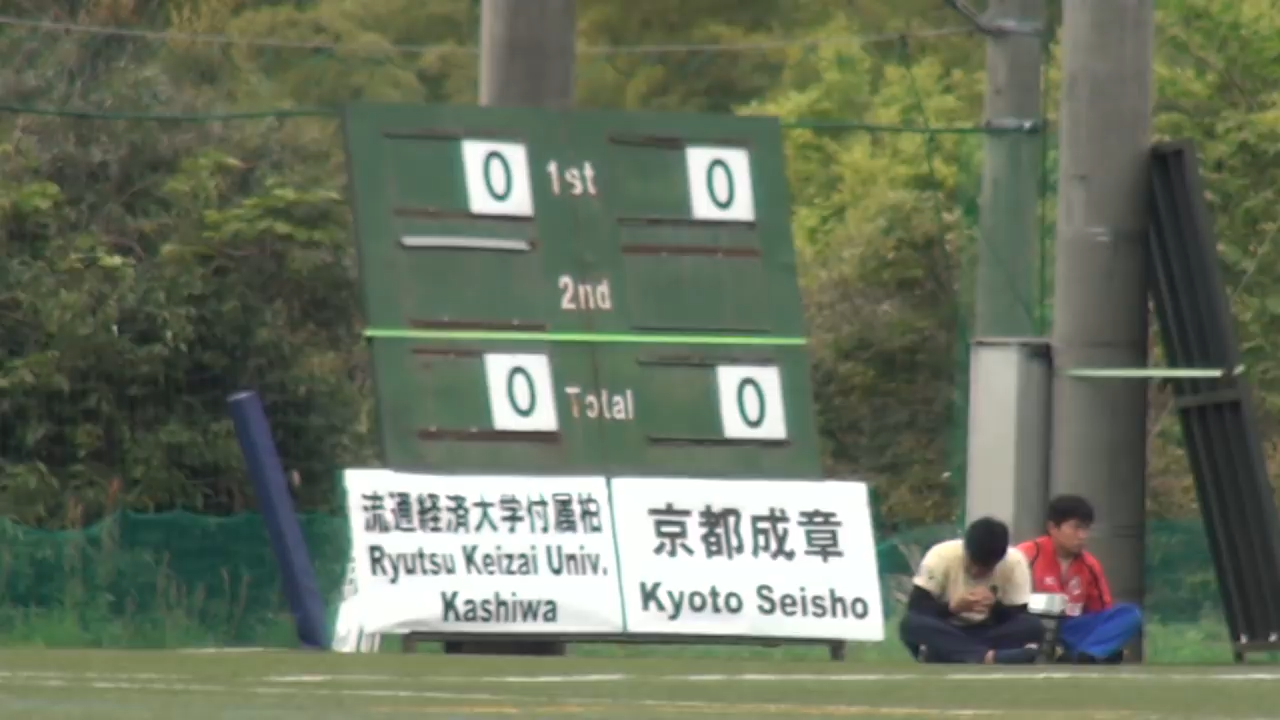 0 1st 0
2nd
0 Total 0
流通経済大学付属柏
Ryutsu Keizai Univ.
Kashiwa
京都成章
Kyoto Seisho